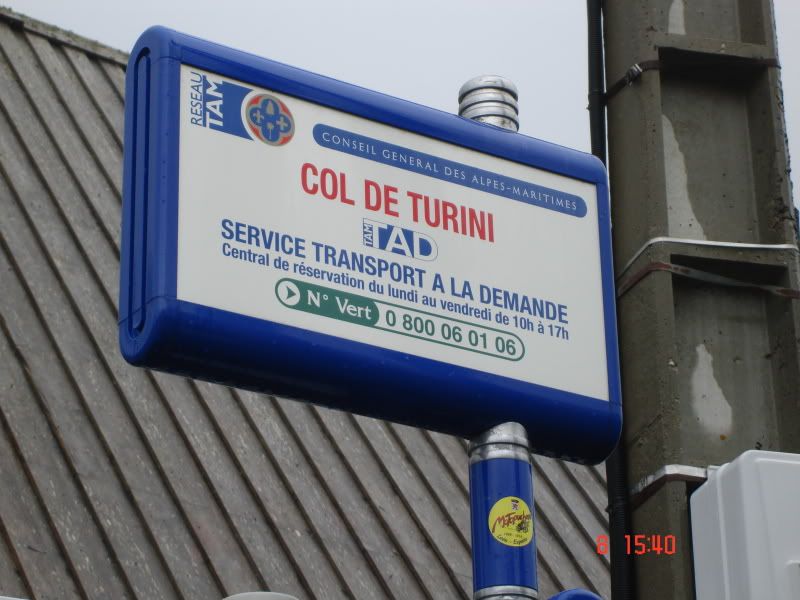 RESEAU
TAM
CONSEIL GENERAL DES ALPES-MARITIMES
COL DE TURINI
TAM TAD
SERVICE TRANSPORT A LA DEMANDE
Central de réservation du lundi au vendredi de 10h à 17h
N° Vert 0 800 06 01 06
8 15:40